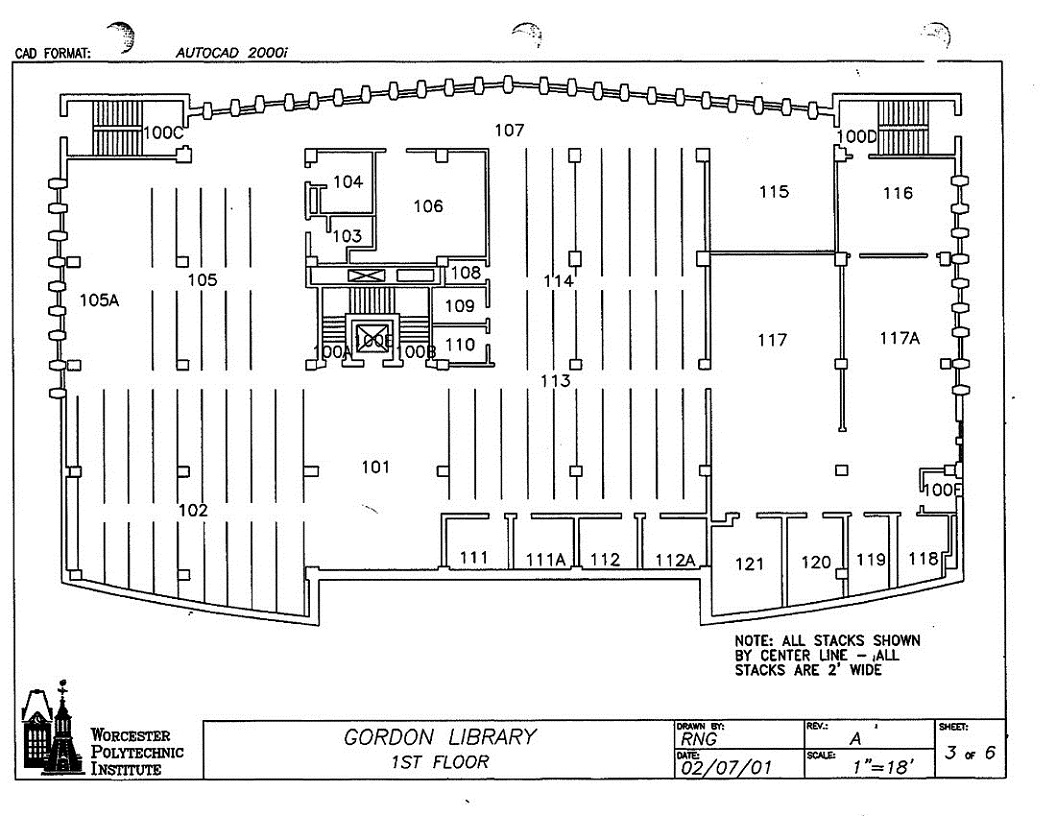 CAD FORMAT: AUTOCAD 2000i
107
100C
100D
104
106
115
116
103
108
105
114
105A
109
110
117
117A
100A
100E
100B
113
101
100F
102
111
111A
112
112A
121
120
119
118
NOTE: ALL STACKS SHOWN
BY CENTER LINE – ALL
STACKS ARE 2' WIDE
WORCESTER
POLYTECHNIC
INSTITUTE
GORDON LIBRARY
1ST FLOOR
DRAWN BY:
RNG
DATE:
02/07/01
REV.:
A
SCALE:
1"=18'
SHEET:
3 OF 6